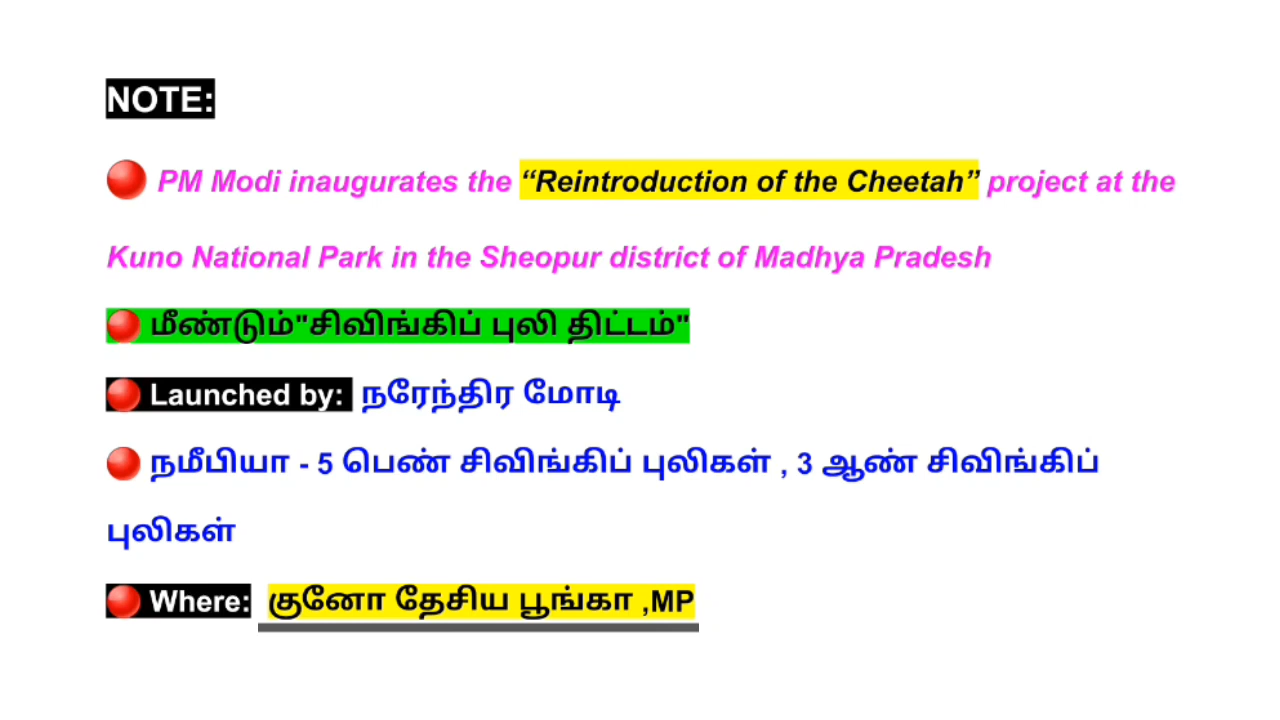 NOTE:
🔴 PM Modi inaugurates the “Reintroduction of the Cheetah” project at the
Kuno National Park in the Sheopur district of Madhya Pradesh
🔴 மீண்டும்"சிவிங்கிப் புலி திட்டம்"
🔴 Launched by: நரேந்திர மோடி
🔴 நமீபியா - 5 பெண் சிவிங்கிப் புலிகள் , 3 ஆண் சிவிங்கிப்
புலிகள்
🔴 Where: குனோ தேசிய பூங்கா ,MP